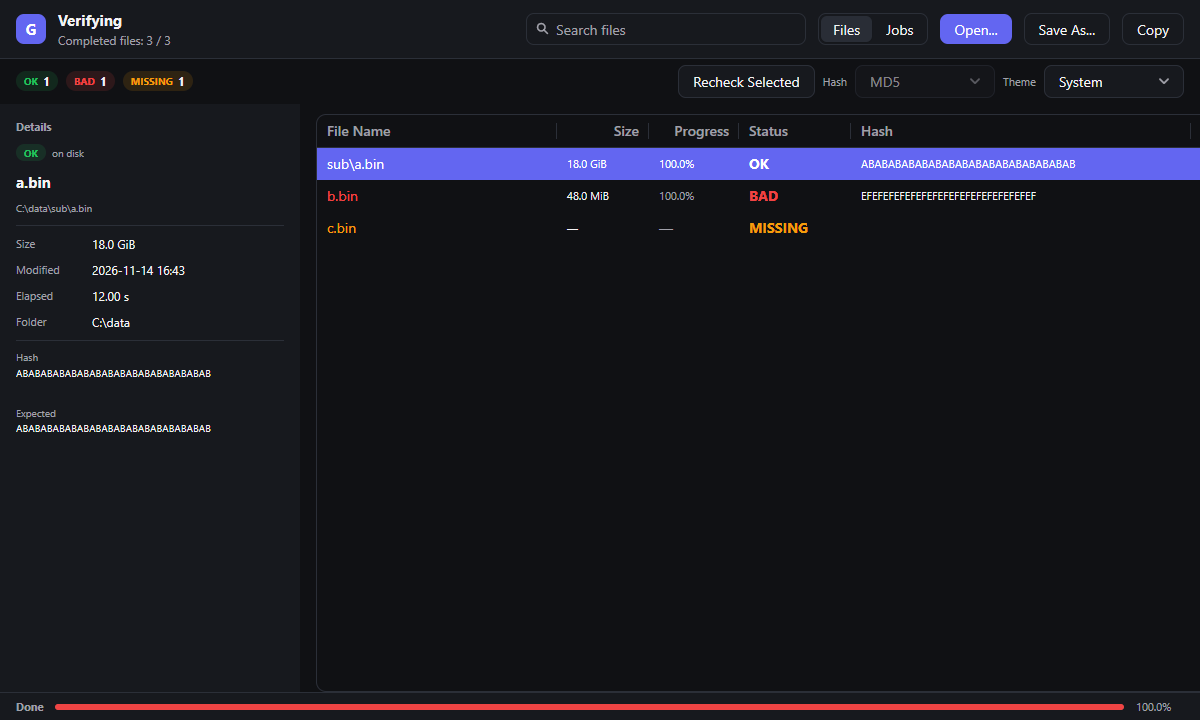 G
Verifying
Completed files: 3 / 3
Search files
Files Jobs Open... Save As... Copy
OK 1 BAD 1 MISSING 1
Recheck Selected Hash MD5 Theme System
Details
OK on disk
a.bin
C:\data\sub\a.bin
Size 18.0 GiB
Modified 2026-11-14 16:43
Elapsed 12.00 s
Folder C:\data
Hash
ABABABABABABABABABABABABABABABAB
Expected
ABABABABABABABABABABABABABABABAB
File Name Size Progress Status Hash
sub\a.bin 18.0 GiB 100.0% OK ABABABABABABABABABABABABABABABAB
b.bin 48.0 MiB 100.0% BAD EFEFEFEFEFEFEFEFEFEFEFEFEFEFEFEF
c.bin — — MISSING
Done 100.0%